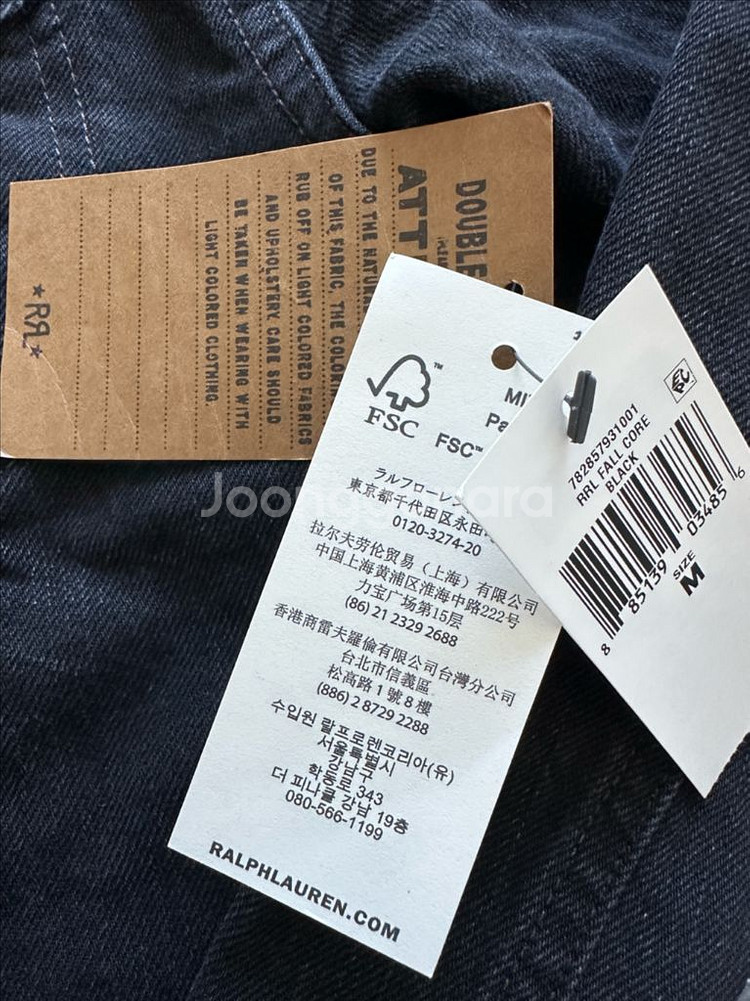 DOUBLE
ATT
DUE TO THE
OF THIS FABRIC, THE
RUB OFF ON LIGHT COLORED FABRICS
AND UPHOLSTERY. CARE SHOULD
BE TAKEN WHEN WEARING WITH
LIGHT COLORED CLOTHING.
RRL
FSC™
FSC™
ラルフローレン
東京都千代田区永田
0120-3274-20
拉尔夫劳伦贸易（上海）有限公司
中国上海黄浦区淮海中路222号
力宝广场第15层
(86) 21 2329 2688
香港商雷夫羅倫有限公司台灣分公司
台北市信義區
松高路 1 號 8 樓
(886) 2 8729 2288
수입원 랄프로렌코리아(유)
서울특별시
강남구
학동로 343
더 피나클 강남 19층
080-566-1199
RALPHLAUREN.COM
782857931001
RRL FALL CORE
BLACK
8 85139 03485 6
SIZE
M
Joonggonara